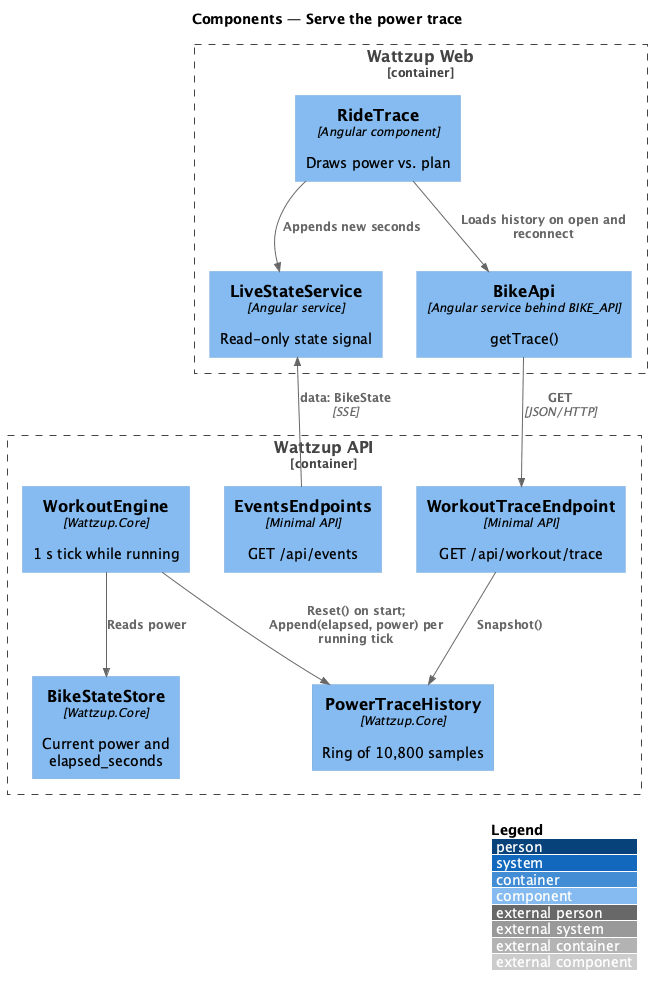 Components — Serve the power trace
Wattzup Web
[container]
RideTrace
[Angular component]
Draws power vs. plan
Appends new seconds
Loads history on open and
reconnect
LiveStateService
[Angular service]
Read-only state signal
BikeApi
[Angular service behind BIKE_API]
getTrace()
data: BikeState
[SSE]
GET
[JSON/HTTP]
Wattzup API
[container]
WorkoutEngine
[Wattzup.Core]
1 s tick while running
EventsEndpoints
[Minimal API]
GET /api/events
WorkoutTraceEndpoint
[Minimal API]
GET /api/workout/trace
Reads power
Reset() on start;
Append(elapsed, power) per
running tick
Snapshot()
BikeStateStore
[Wattzup.Core]
Current power and
elapsed_seconds
PowerTraceHistory
[Wattzup.Core]
Ring of 10,800 samples
Legend
person
system
container
component
external person
external system
external container
external component